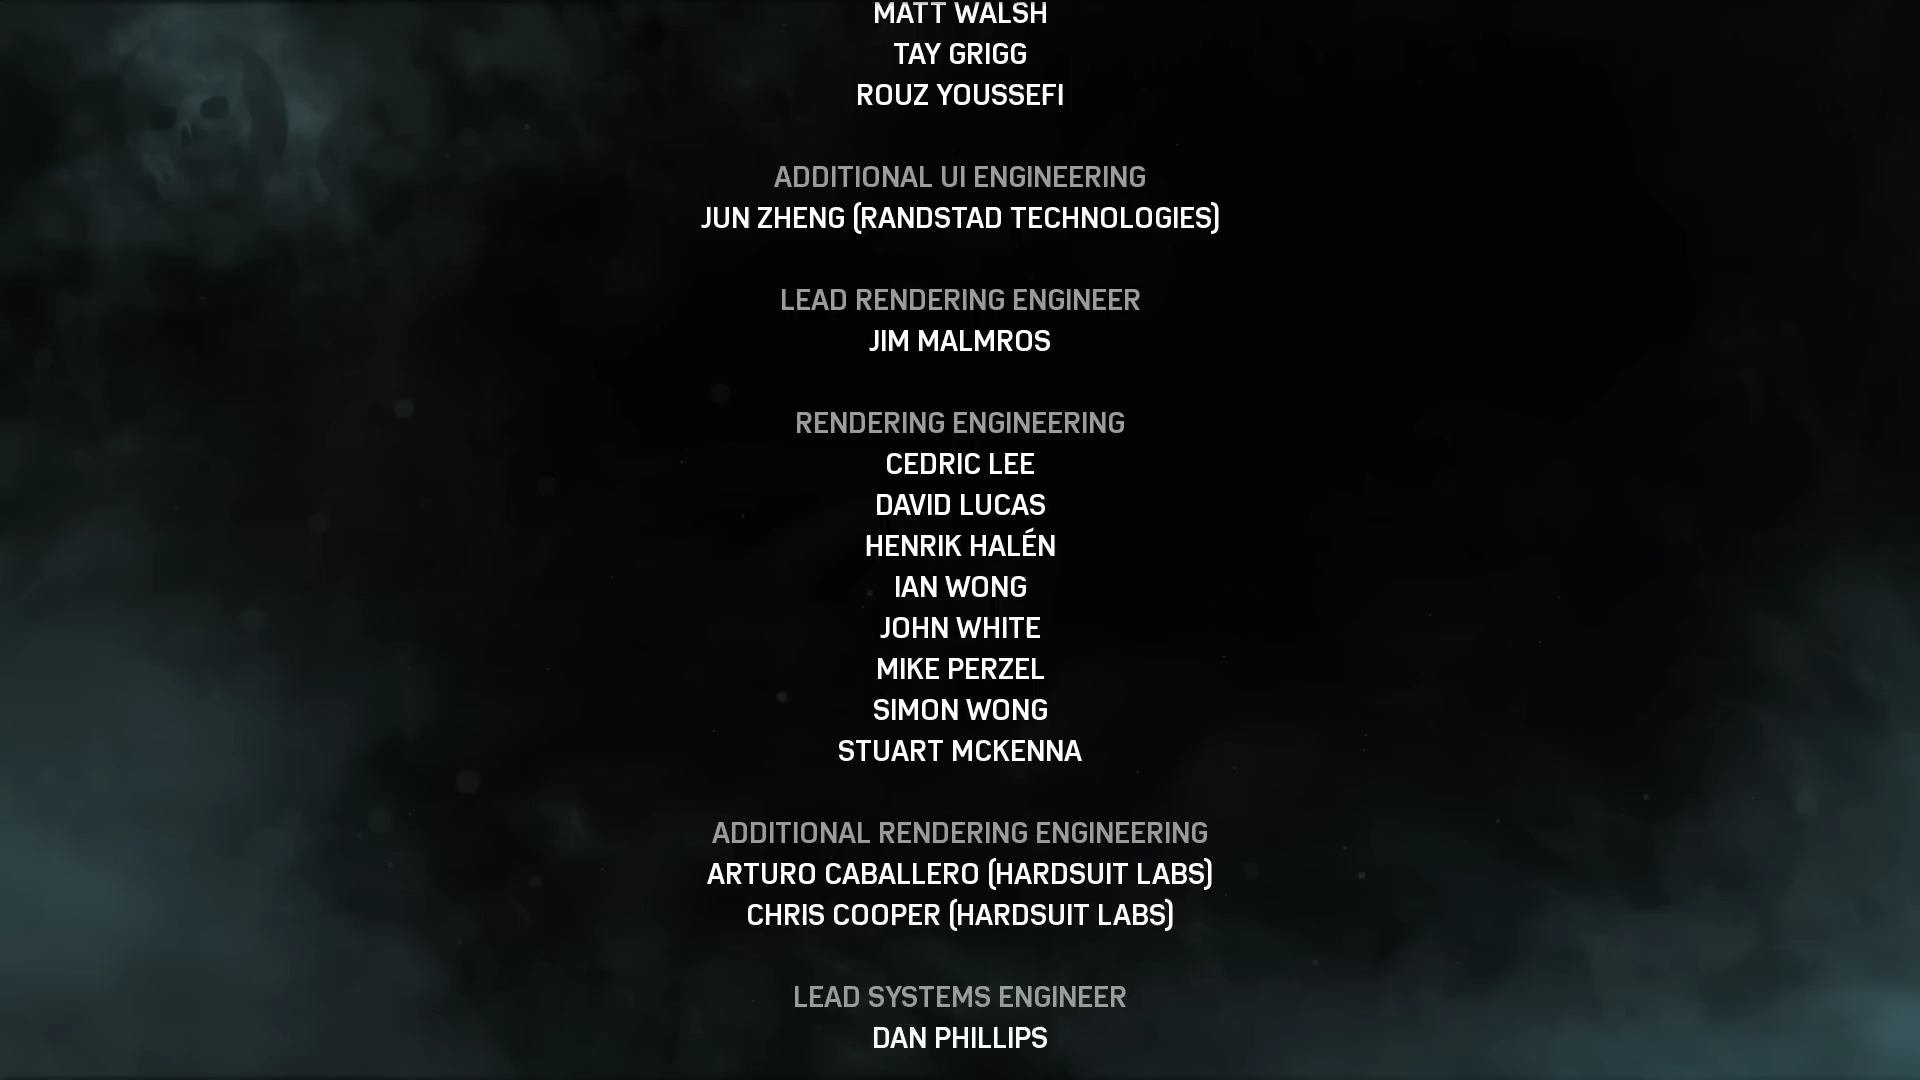 MATT WALSH
TAY GRIGG
ROUZ YOUSSEFI
ADDITIONAL UI ENGINEERING
JUN ZHENG (RANDSTAD TECHNOLOGIES)
LEAD RENDERING ENGINEER
JIM MALMROS
RENDERING ENGINEERING
CEDRIC LEE
DAVID LUCAS
HENRIK HALÉN
IAN WONG
JOHN WHITE
MIKE PERZEL
SIMON WONG
STUART MCKENNA
ADDITIONAL RENDERING ENGINEERING
ARTURO CABALLERO (HARDSUIT LABS)
CHRIS COOPER (HARDSUIT LABS)
LEAD SYSTEMS ENGINEER
DAN PHILLIPS